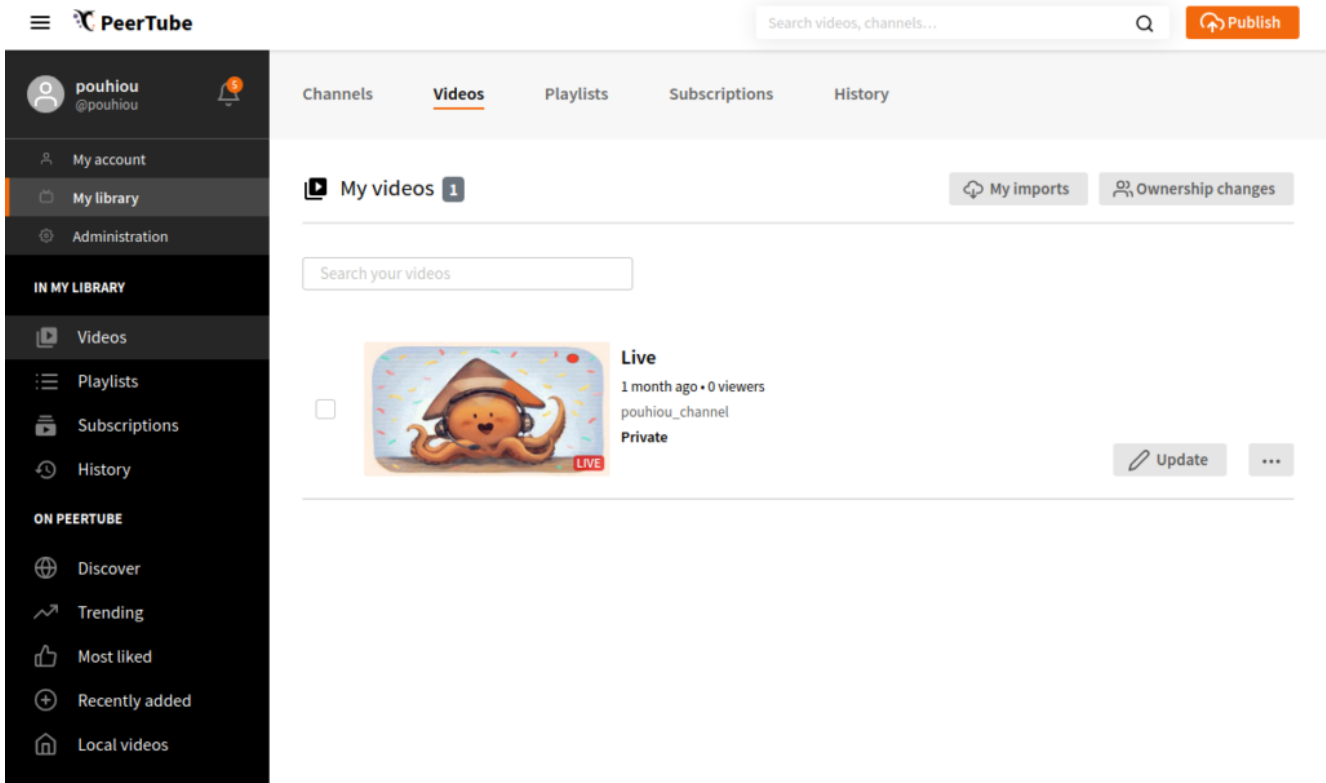 PeerTube
Search videos, channels…
Publish
pouhiou
@pouhiou
5
My account
My library
Administration
IN MY LIBRARY
Videos
Playlists
Subscriptions
History
ON PEERTUBE
Discover
Trending
Most liked
Recently added
Local videos
Channels Videos Playlists Subscriptions History
My videos 1
My imports
Ownership changes
Search your videos
LIVE
Live
1 month ago • 0 viewers
pouhiou_channel
Private
Update
...